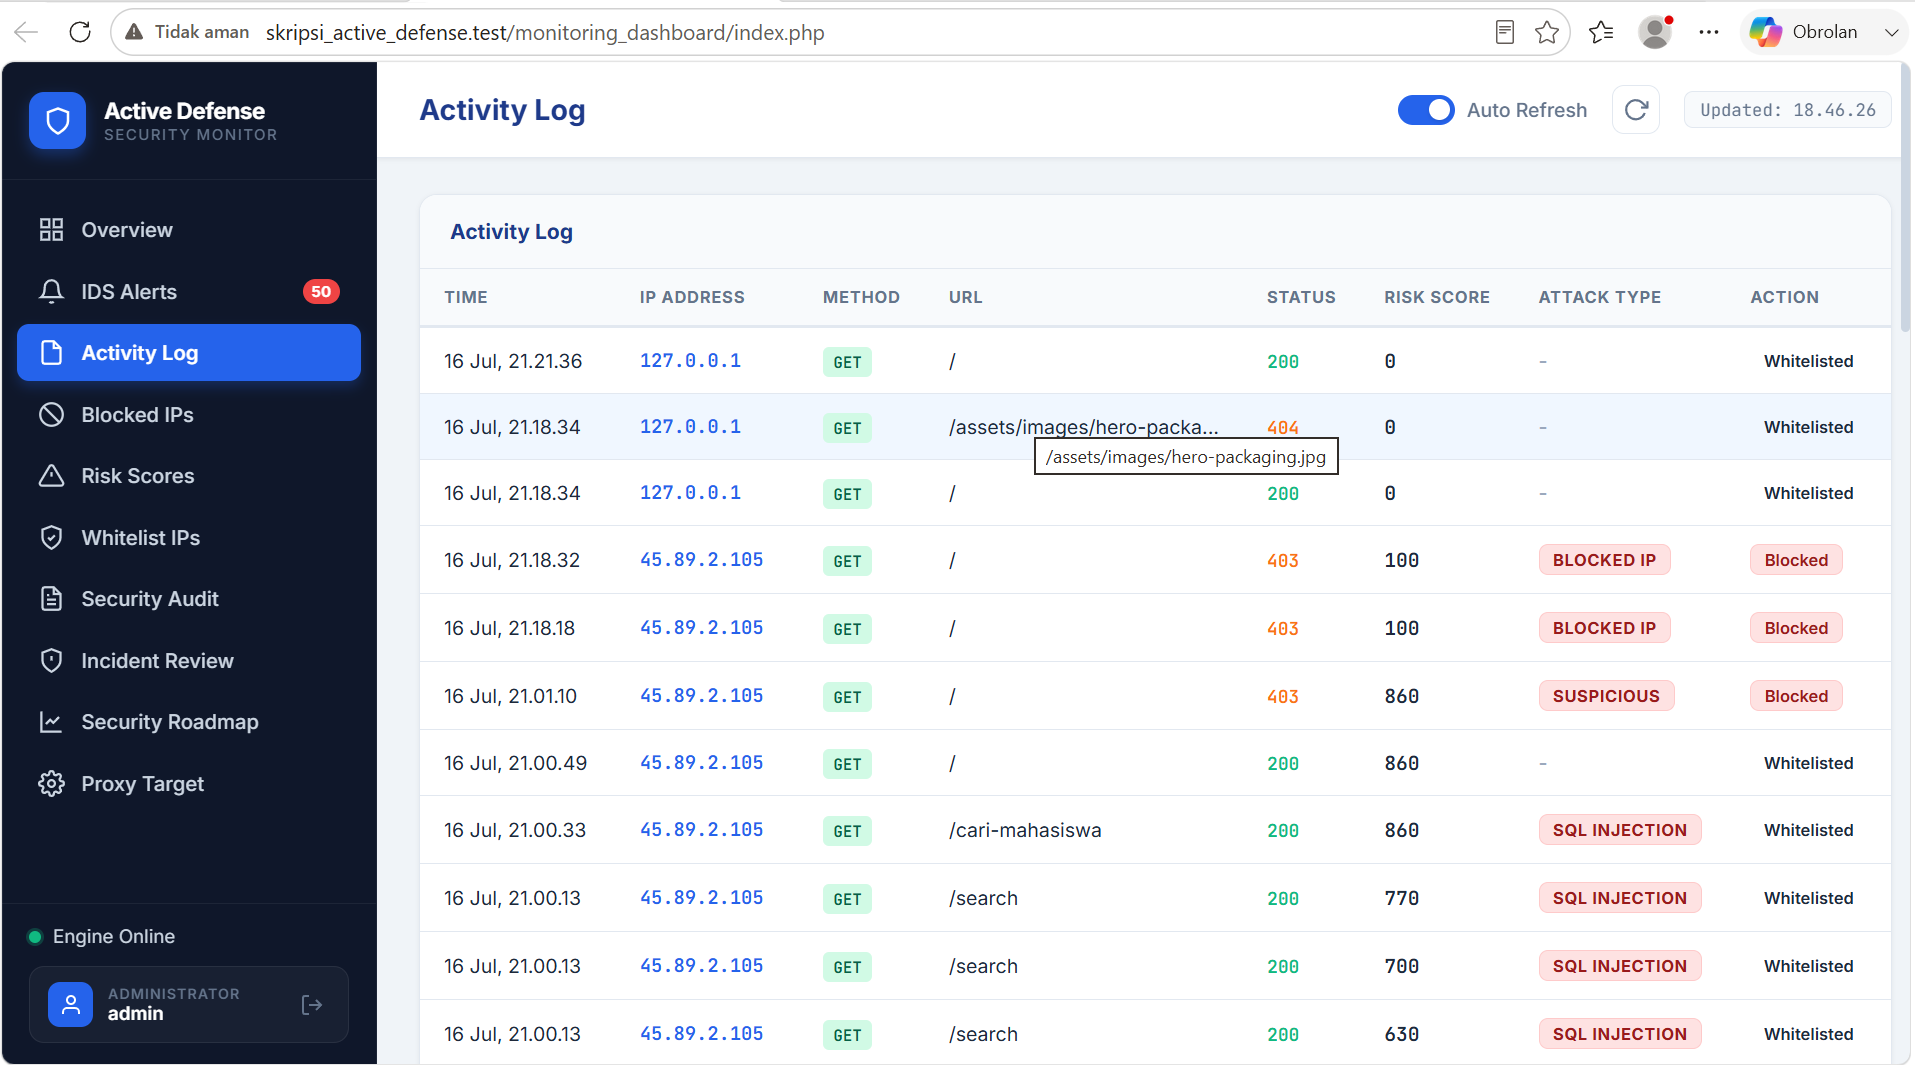 Tidak aman
skripsi_active_defense.test/monitoring_dashboard/index.php
Obrolan
Active Defense
SECURITY MONITOR
Overview
IDS Alerts 50
Activity Log
Blocked IPs
Risk Scores
Whitelist IPs
Security Audit
Incident Review
Security Roadmap
Proxy Target
Engine Online
ADMINISTRATOR
admin
Activity Log
Auto Refresh
Updated: 18.46.26
Activity Log
TIME IP ADDRESS METHOD URL STATUS RISK SCORE ATTACK TYPE ACTION
16 Jul, 21.21.36 127.0.0.1 GET / 200 0 - Whitelisted
16 Jul, 21.18.34 127.0.0.1 GET /assets/images/hero-packa... 404 0 - Whitelisted
/assets/images/hero-packaging.jpg
16 Jul, 21.18.34 127.0.0.1 GET / 200 0 - Whitelisted
16 Jul, 21.18.32 45.89.2.105 GET / 403 100 BLOCKED IP Blocked
16 Jul, 21.18.18 45.89.2.105 GET / 403 100 BLOCKED IP Blocked
16 Jul, 21.01.10 45.89.2.105 GET / 403 860 SUSPICIOUS Blocked
16 Jul, 21.00.49 45.89.2.105 GET / 200 860 - Whitelisted
16 Jul, 21.00.33 45.89.2.105 GET /cari-mahasiswa 200 860 SQL INJECTION Whitelisted
16 Jul, 21.00.13 45.89.2.105 GET /search 200 770 SQL INJECTION Whitelisted
16 Jul, 21.00.13 45.89.2.105 GET /search 200 700 SQL INJECTION Whitelisted
16 Jul, 21.00.13 45.89.2.105 GET /search 200 630 SQL INJECTION Whitelisted